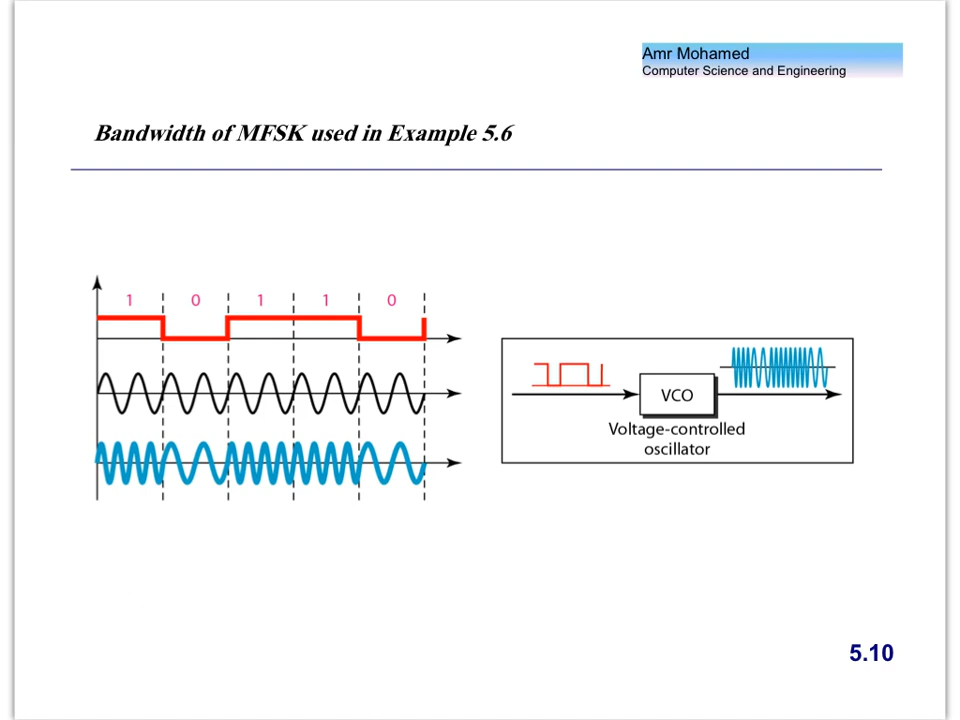 Amr Mohamed
Computer Science and Engineering
Bandwidth of MFSK used in Example 5.6
1 0 1 1 0
VCO
Voltage-controlled
oscillator
5.10